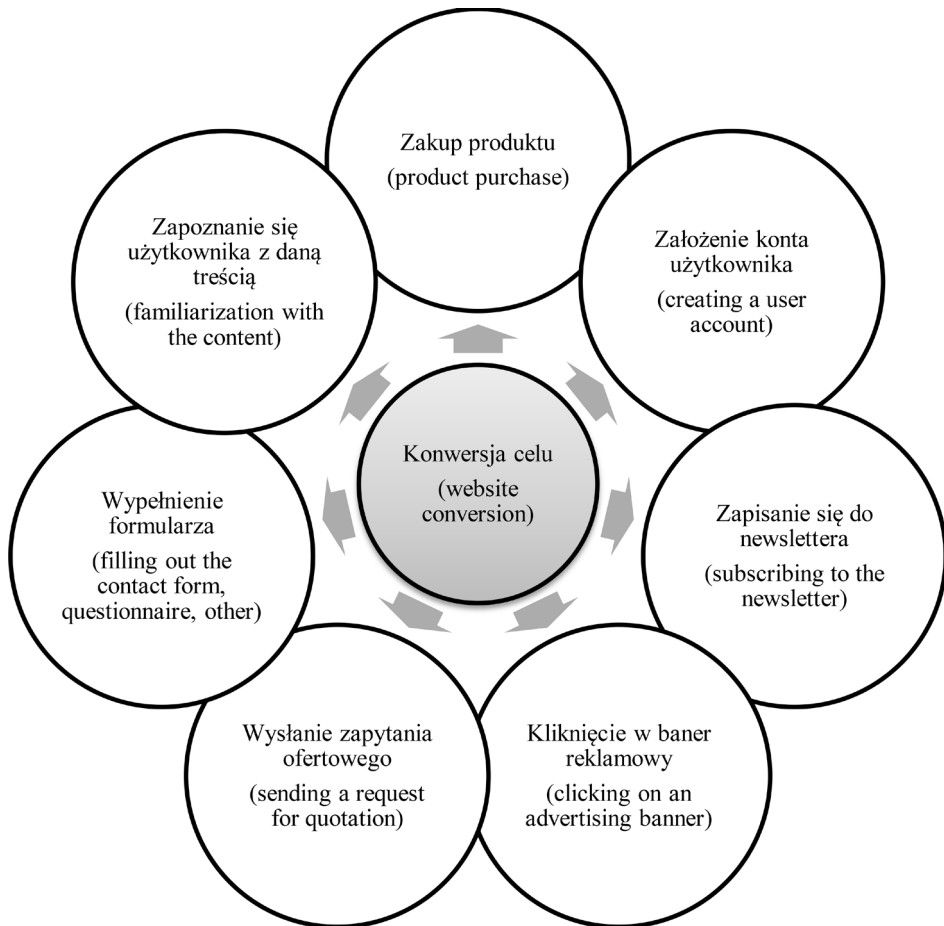 Zakup produktu
(product purchase)
Założenie konta
użytkownika
(creating a user
account)
Zapisanie się do
newslettera
(subscribing to the
newsletter)
Kliknięcie w baner
reklamowy
(clicking on an
advertising banner)
Wysłanie zapytania
ofertowego
(sending a request
for quotation)
Wypełnienie
formularza
(filling out the
contact form,
questionnaire, other)
Zapoznanie się
użytkownika z daną
treścią
(familiarization with
the content)
Konwersja celu
(website
conversion)